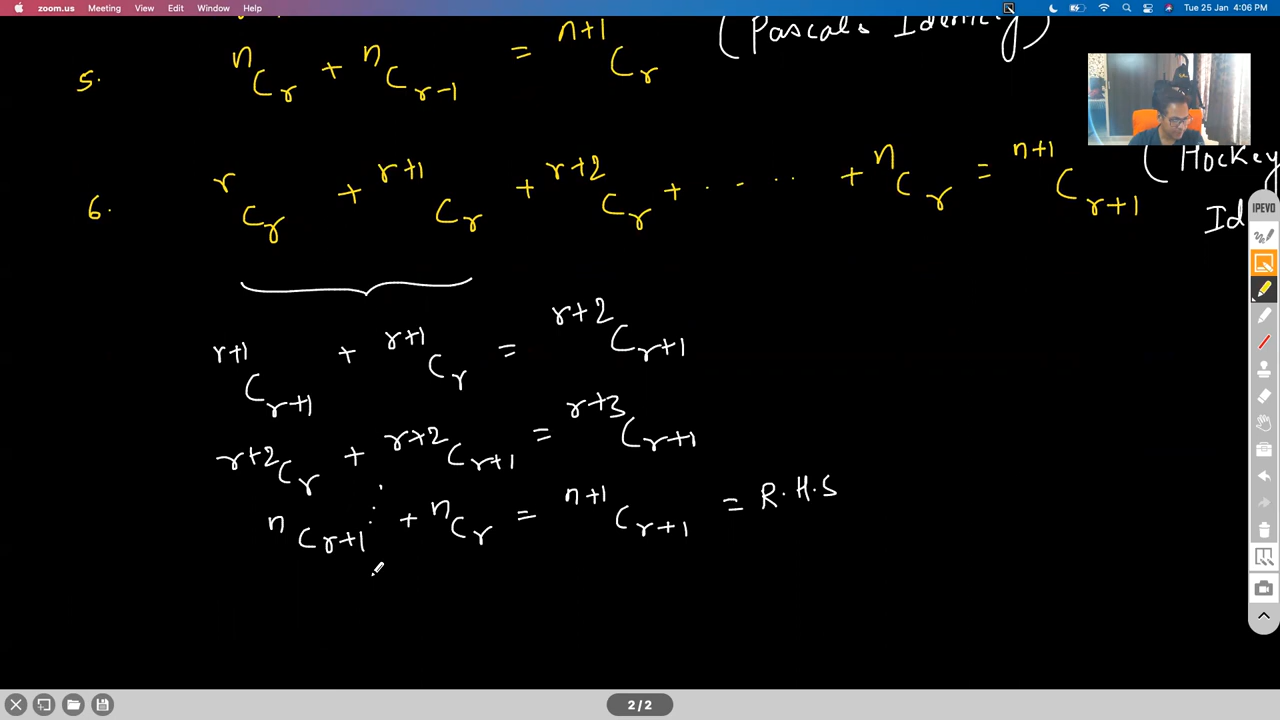 zoom.us Meeting View Edit Window Help Tue 25 Jan 4:06 PM
5. ⁿCᵣ + ⁿCᵣ₋₁ = ⁿ⁺¹Cᵣ (Pascals Identity)
6. ʳCᵣ + ʳ⁺¹Cᵣ + ʳ⁺²Cᵣ + . - . . + ⁿCᵣ = ⁿ⁺¹Cᵣ₊₁ (Hockey
Id
ʳ⁺¹Cᵣ₊₁ + ʳ⁺¹Cᵣ = ʳ⁺²Cᵣ₊₁
ʳ⁺²Cᵣ + ʳ⁺²Cᵣ₊₁ = ʳ⁺³Cᵣ₊₁
⋮
ⁿCᵣ₊₁ + ⁿCᵣ = ⁿ⁺¹Cᵣ₊₁ = R.H.S
IPEVO
2/2